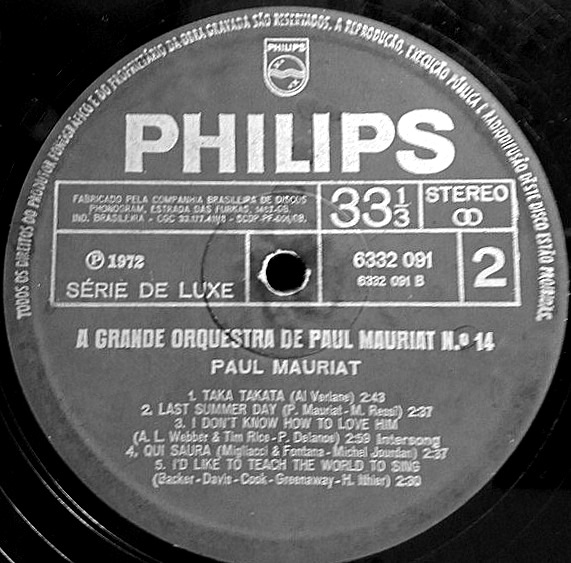 TODOS OS DIREITOS DO PRODUTOR FONOGRÁFICO E DO PROPRIETÁRIO DA OBRA GRAVADA SÃO RESERVADOS. A REPRODUÇÃO, EXECUÇÃO PÚBLICA E RADIODIFUSÃO DESTE DISCO ESTÃO PROIBIDAS
PHILIPS
PHILIPS
FABRICADO PELA COMPANHIA BRASILEIRA DE DISCOS
PHONOGRAM, ESTRADA DAS FURNAS,
IND. BRASILEIRA - CGC
33 1/3
STEREO
℗ 1972
SÉRIE DE LUXE
6332 091
6332 091 B
2
A GRANDE ORQUESTRA DE PAUL MAURIAT N.º 14
PAUL MAURIAT
1. TAKA TAKATA (Al Verlane) 2:43
2. LAST SUMMER DAY (P. Mauriat - M. Ressi) 2:37
3. I DON'T KNOW HOW TO LOVE HIM
(A. L. Webber & Tim Rice - P. Delanoe) 2:59 Intersong
4. QUI SAURA (Migliacci & Fontana - Michel Jourdan) 2:37
5. I'D LIKE TO TEACH THE WORLD TO SING
(Backer - Davis - Cook - Greenaway - H. Ithier) 2:30